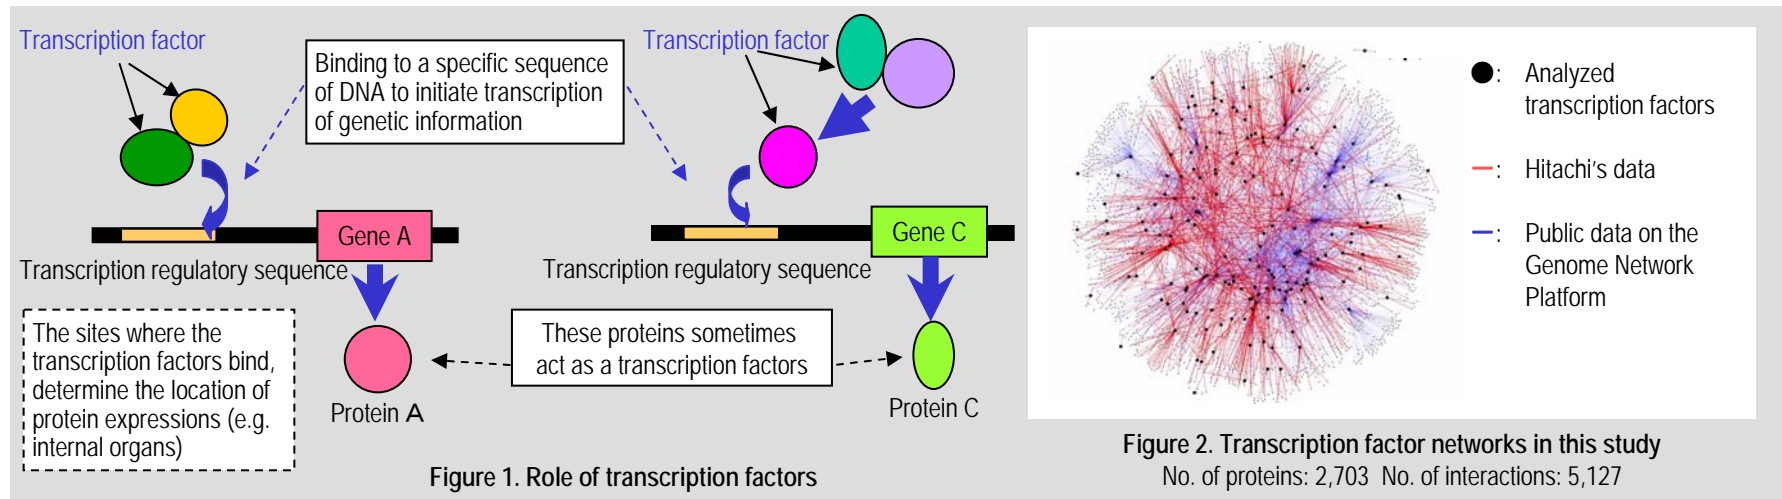 Transcription factor
Binding to a specific sequence
of DNA to initiate transcription
of genetic information
Transcription factor
Gene A
Gene C
Transcription regulatory sequence
Transcription regulatory sequence
The sites where the
transcription factors bind,
determine the location of
protein expressions (e.g.
internal organs)
These proteins sometimes
act as a transcription factors
Protein A
Protein C
Figure 1. Role of transcription factors
: Analyzed
transcription factors
: Hitachi's data
: Public data on the
Genome Network
Platform
Figure 2. Transcription factor networks in this study
No. of proteins: 2,703 No. of interactions: 5,127